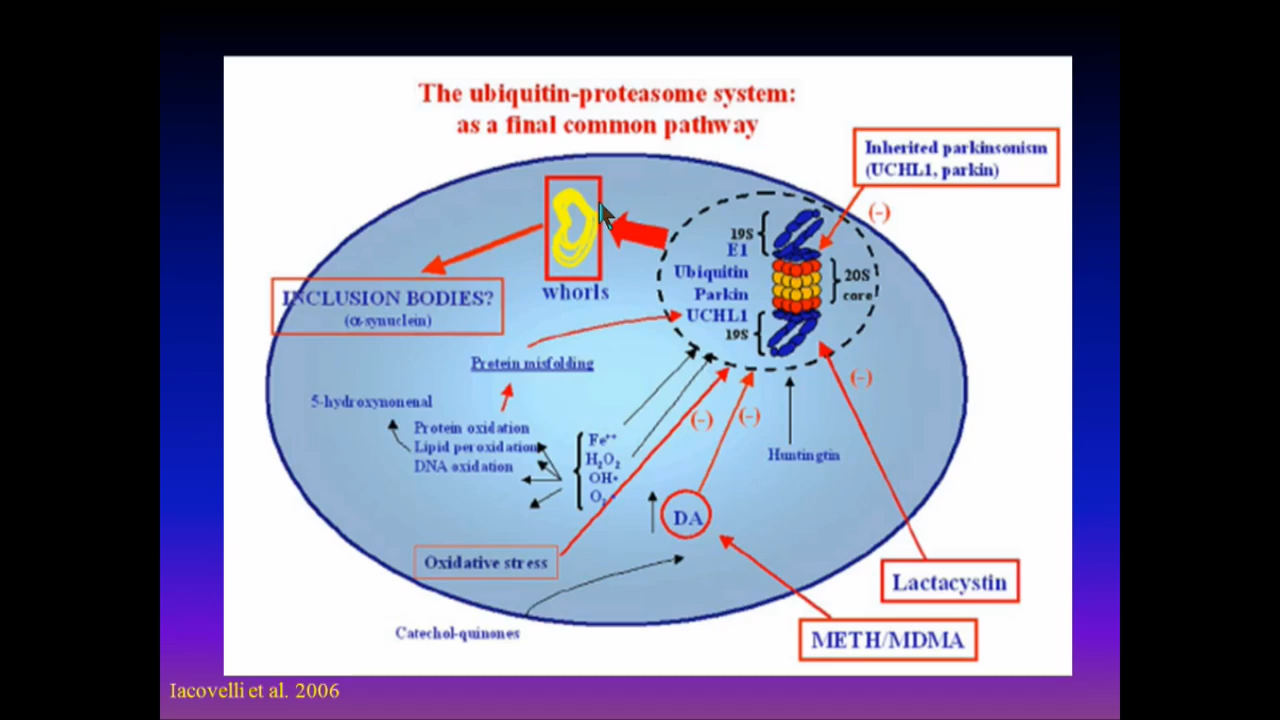 The ubiquitin-proteasome system:
as a final common pathway
Inherited parkinsonism
(UCHL1, parkin)
(-)
19S
E1
Ubiquitin
Parkin
UCHL1
19S
20S
core
whorls
INCLUSION BODIES?
(α-synuclein)
Protein misfolding
5-hydroxynonenal
Protein oxidation
Lipid peroxidation
DNA oxidation
Fe++
H2O2
OH•
(-)
(-)
(-)
Huntingtin
DA
Oxidative stress
Catechol-quinones
Lactacystin
METH/MDMA
Iacovelli et al. 2006